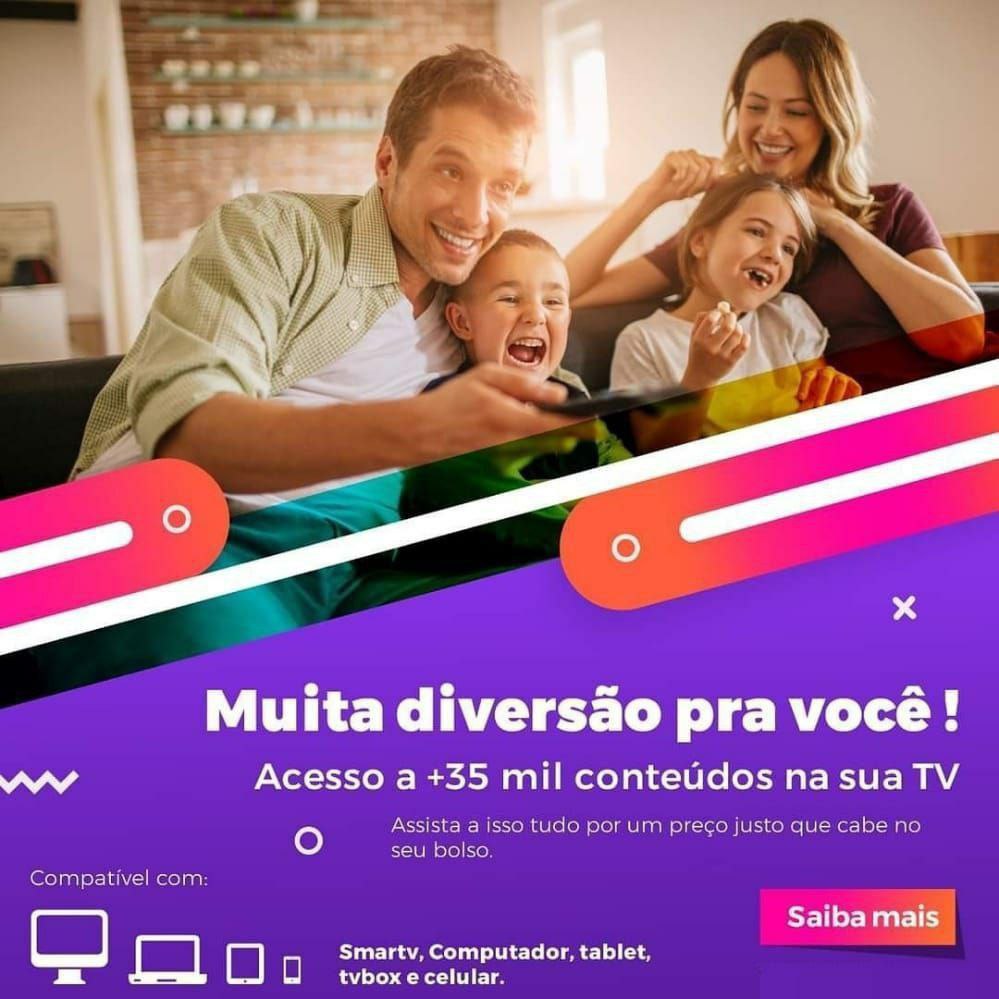 Muita diversão pra você !
Acesso a +35 mil conteúdos na sua TV
Assista a isso tudo por um preço justo que cabe no
seu bolso.
Compatível com:
Smartv, Computador, tablet,
tvbox e celular.
Saiba mais